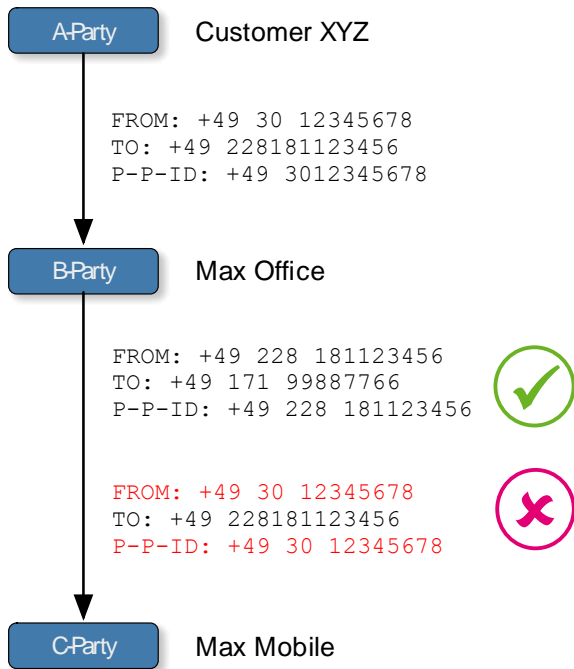 A-Party
Customer XYZ
FROM: +49 30 12345678
TO: +49 228181123456
P-P-ID: +49 3012345678
B-Party
Max Office
FROM: +49 228 181123456
TO: +49 171 99887766
P-P-ID: +49 228 181123456
FROM: +49 30 12345678
TO: +49 228181123456
P-P-ID: +49 30 12345678
C-Party
Max Mobile